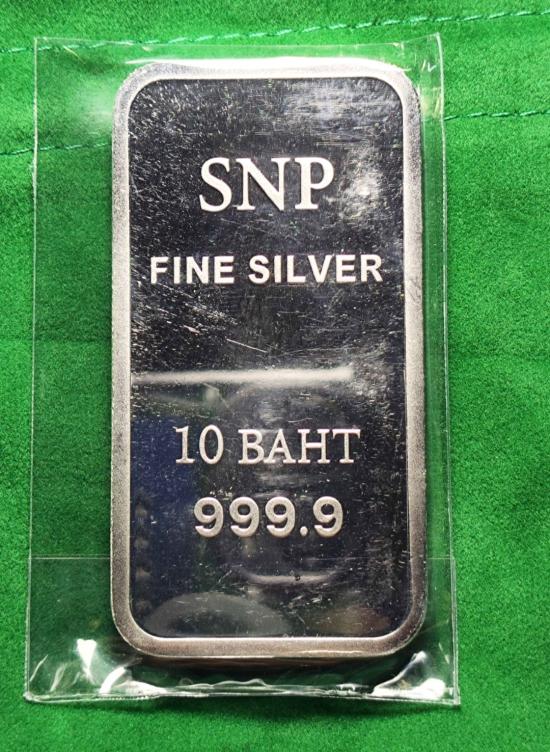 SNP
FINE SILVER
10 BAHT
999.9